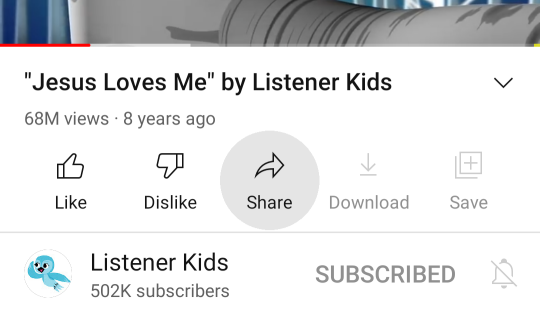 "Jesus Loves Me" by Listener Kids
68M views · 8 years ago
Like Dislike Share Download Save
Listener Kids
502K subscribers
SUBSCRIBED